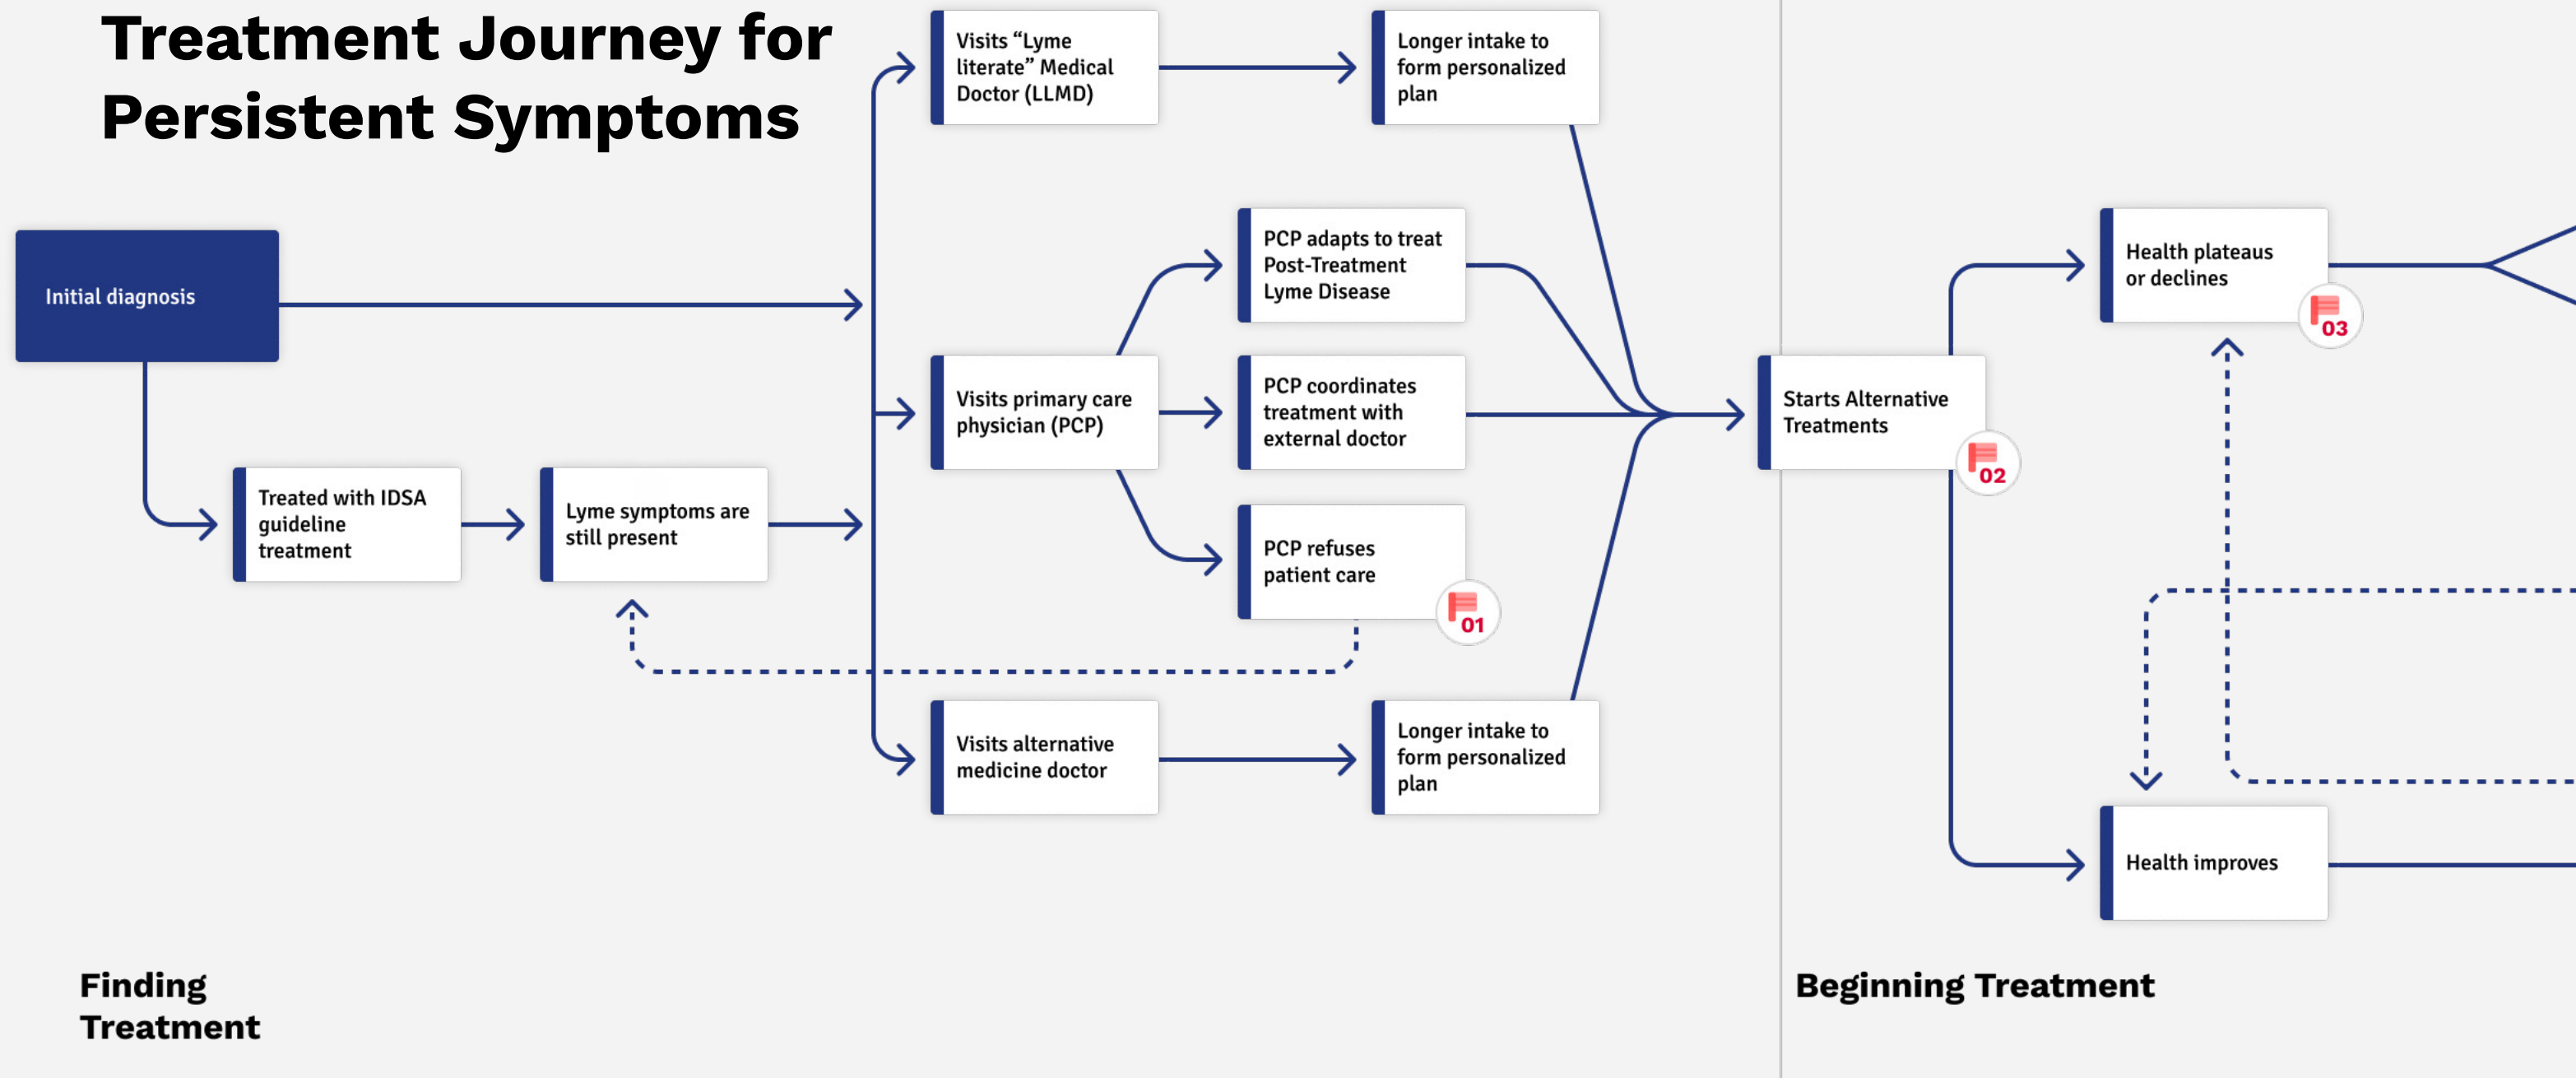 Treatment Journey for
Persistent Symptoms
Initial diagnosis
Treated with IDSA
guideline
treatment
Lyme symptoms are
still present
Visits “Lyme
literate” Medical
Doctor (LLMD)
Longer intake to
form personalized
plan
Visits primary care
physician (PCP)
PCP adapts to treat
Post-Treatment
Lyme Disease
PCP coordinates
treatment with
external doctor
PCP refuses
patient care
01
Visits alternative
medicine doctor
Longer intake to
form personalized
plan
Starts Alternative
Treatments
02
Health plateaus
or declines
03
Health improves
Finding
Treatment
Beginning Treatment